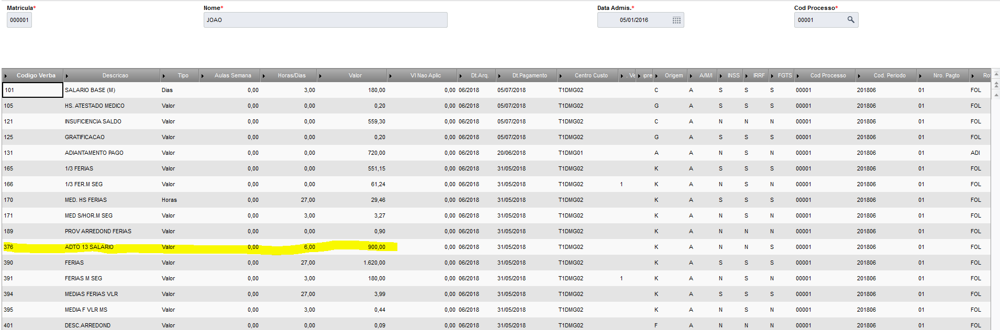 Matricula* Nome* Data Admis.* Cod Processo*
000001 JOAO 05/01/2016 00001
Codigo Verba Descricao Tipo Aulas Semana Horas/Dias Valor Vl Nao Aplic Dt.Arq. Dt.Pagamento Centro Custo . Ve pre Origem A/M/I INSS IRRF FGTS Cod Processo Cod. Periodo Nro. Pagto Ro
101 SALARIO BASE (M) Dias 0,00 3,00 180,00 0,00 06/2018 05/07/2018 T1DMG02 C A S S S 00001 201806 01 FOL
105 HS. ATESTADO MEDICO Valor 0,00 0,00 0,20 0,00 06/2018 05/07/2018 T1DMG02 G A S S S 00001 201806 01 FOL
121 INSUFICIENCIA SALDO Valor 0,00 0,00 559,30 0,00 06/2018 05/07/2018 T1DMG02 C A N N N 00001 201806 01 FOL
125 GRATIFICACAO Valor 0,00 0,00 0,20 0,00 06/2018 05/07/2018 T1DMG02 G A S S S 00001 201806 01 FOL
131 ADIANTAMENTO PAGO Valor 0,00 0,00 720,00 0,00 06/2018 20/06/2018 T1DMG01 A A N S N 00001 201806 01 ADI
165 1/3 FERIAS Valor 0,00 0,00 551,15 0,00 06/2018 31/05/2018 T1DMG02 K A S S S 00001 201806 01 FOL
166 1/3 FER.M SEG Valor 0,00 0,00 61,24 0,00 06/2018 31/05/2018 T1DMG02 1 K A N S N 00001 201806 01 FOL
170 MED. HS FERIAS Horas 0,00 27,00 29,46 0,00 06/2018 31/05/2018 T1DMG02 K A S S S 00001 201806 01 FOL
171 MED S/HOR.M SEG Valor 0,00 3,00 3,27 0,00 06/2018 31/05/2018 T1DMG02 K A N S N 00001 201806 01 FOL
189 PROV ARREDOND FERIAS Valor 0,00 0,00 0,90 0,00 06/2018 31/05/2018 T1DMG02 K A N N N 00001 201806 01 FOL
376 ADTO 13 SALARIO Valor 0,00 6,00 900,00 0,00 06/2018 31/05/2018 T1DMG02 K A N N S 00001 201806 01 FOL
390 FERIAS Valor 0,00 27,00 1.620,00 0,00 06/2018 31/05/2018 T1DMG02 K A S S S 00001 201806 01 FOL
391 FERIAS M SEG Valor 0,00 3,00 180,00 0,00 06/2018 31/05/2018 T1DMG02 1 K A N S N 00001 201806 01 FOL
394 MEDIAS FERIAS VLR Valor 0,00 27,00 3,99 0,00 06/2018 31/05/2018 T1DMG02 K A S S S 00001 201806 01 FOL
395 MEDIA F VLR MS Valor 0,00 3,00 0,44 0,00 06/2018 31/05/2018 T1DMG02 K A N S N 00001 201806 01 FOL
401 DESC.ARREDOND Valor 0,00 0,00 0,09 0,00 06/2018 31/05/2018 T1DMG02 F A N N N 00001 201806 01 FOL